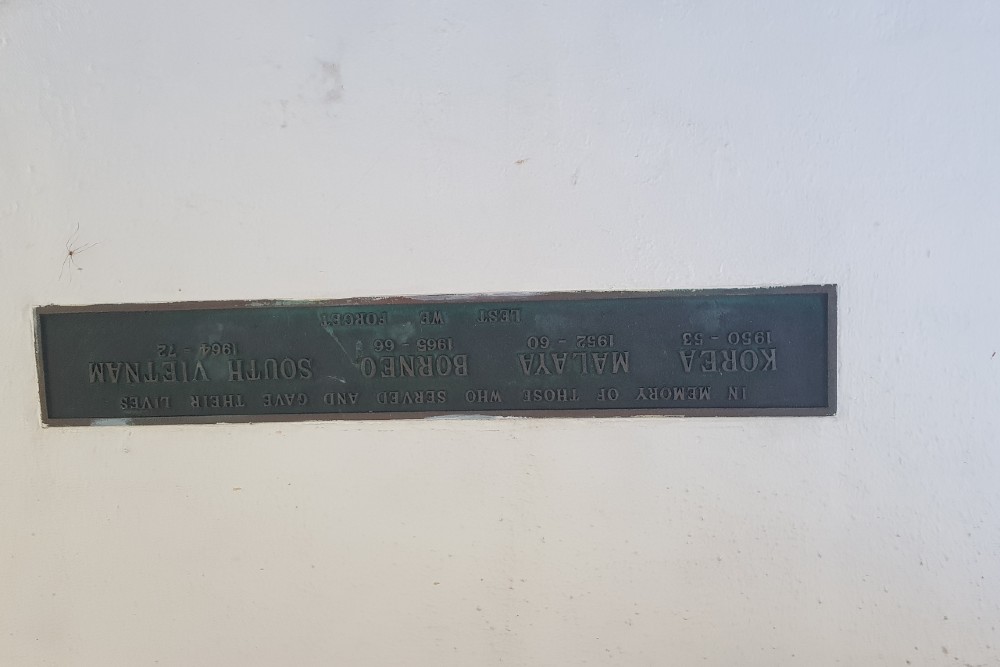 IN MEMORY OF THOSE WHO SERVED AND GAVE THEIR LIVES
KOREA MALAYA BORNEO SOUTH VIETNAM
1950 - 53 1952 - 60 1965 - 66 1964 - 72
LEST WE FORGET